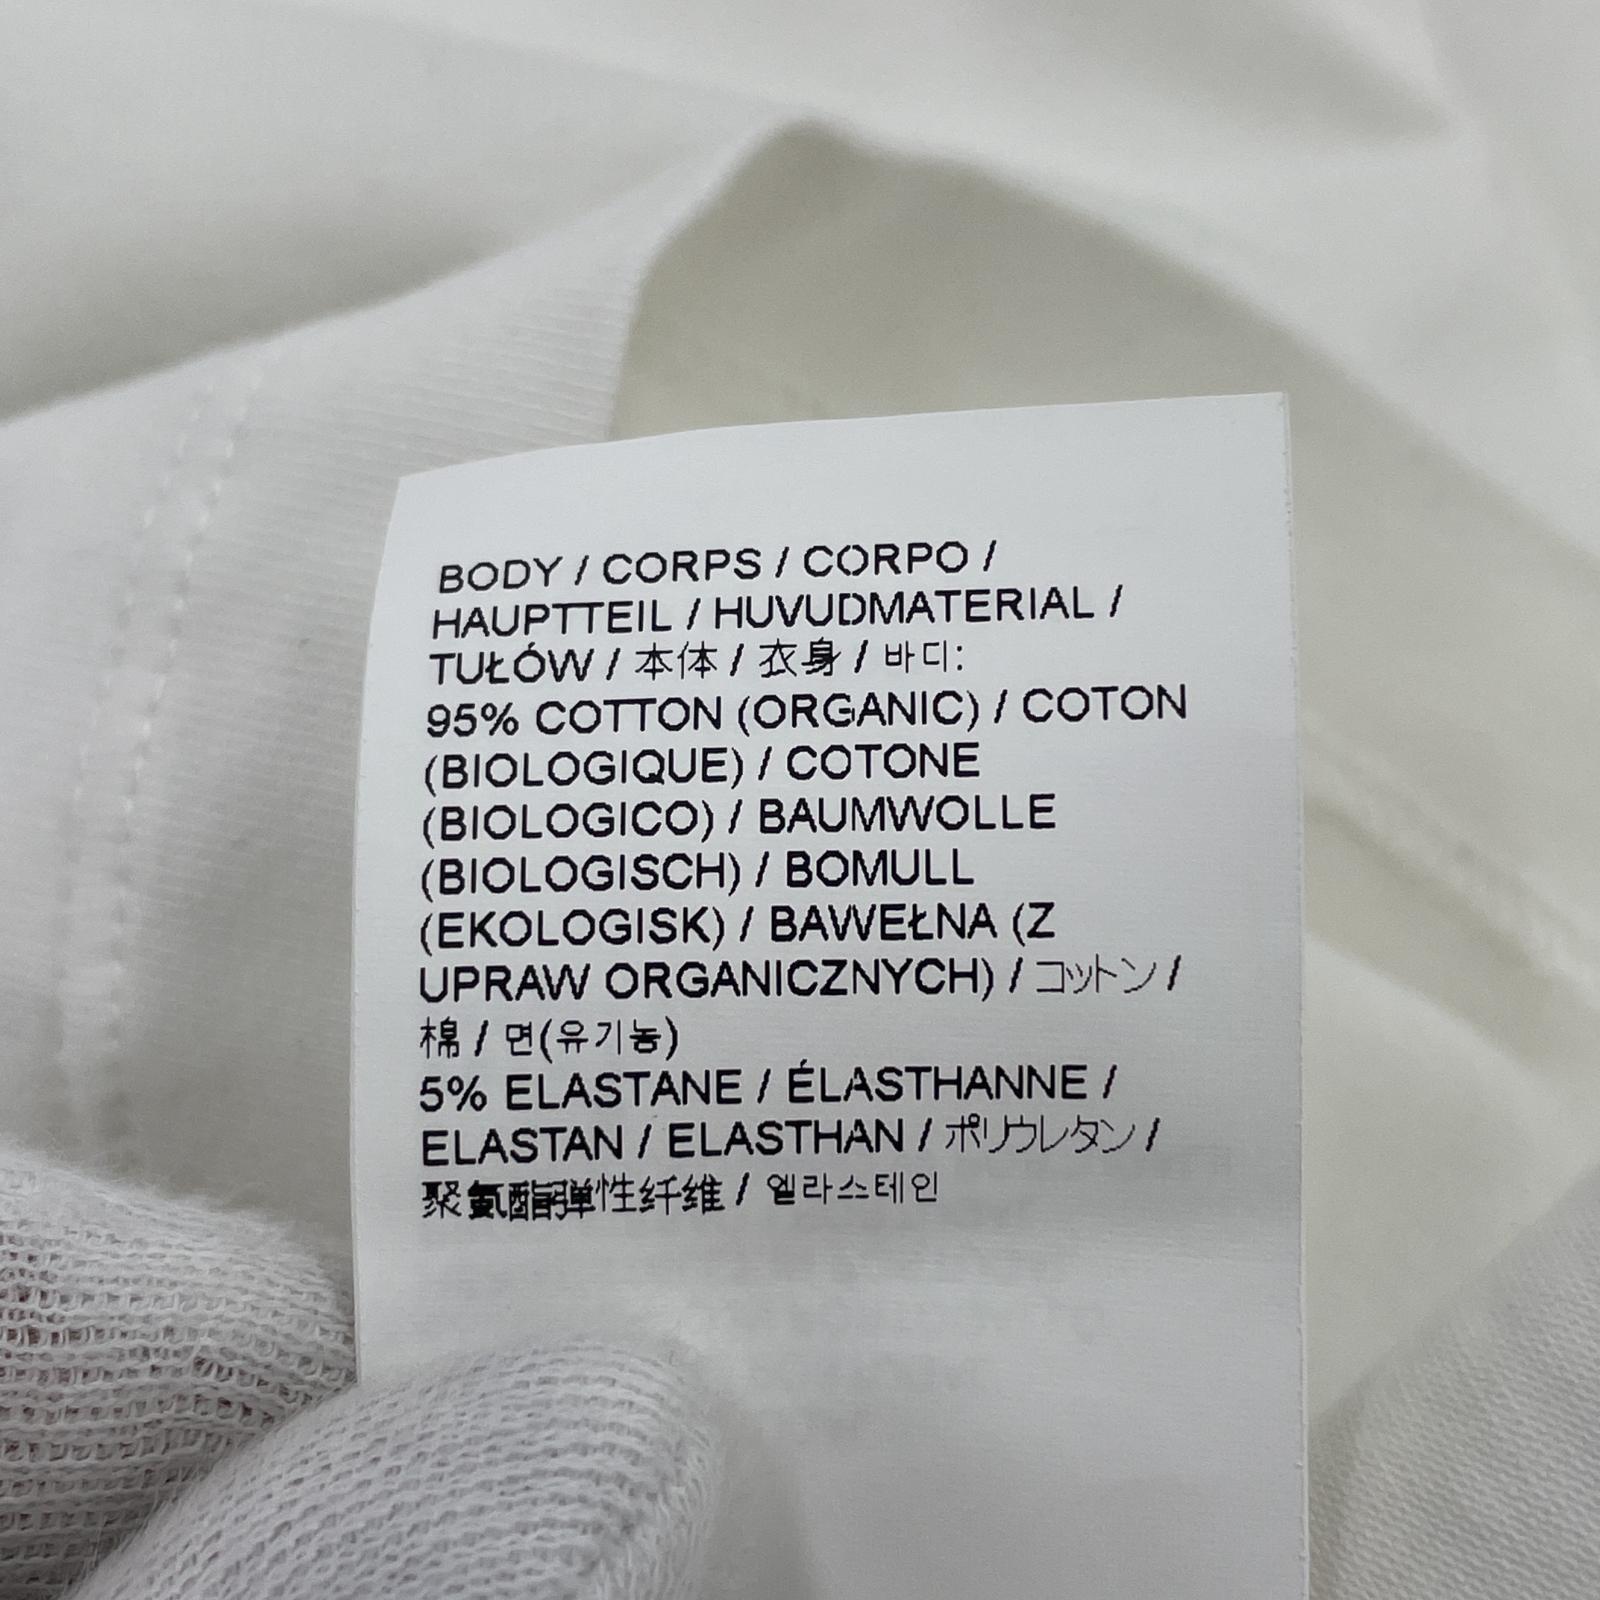 BODY / CORPS / CORPO /
HAUPTTEIL / HUVUDMATERIAL /
TUŁÓW / 本体 / 衣身 / 바디:
95% COTTON (ORGANIC) / COTON
(BIOLOGIQUE) / COTONE
(BIOLOGICO) / BAUMWOLLE
(BIOLOGISCH) / BOMULL
(EKOLOGISK) / BAWEŁNA (Z
UPRAW ORGANICZNYCH) / コットン /
棉 / 면(유기농)
5% ELASTANE / ÉLASTHANNE /
ELASTAN / ELASTHAN / ポリウレタン /
聚氨酯弹性纤维 / 엘라스테인